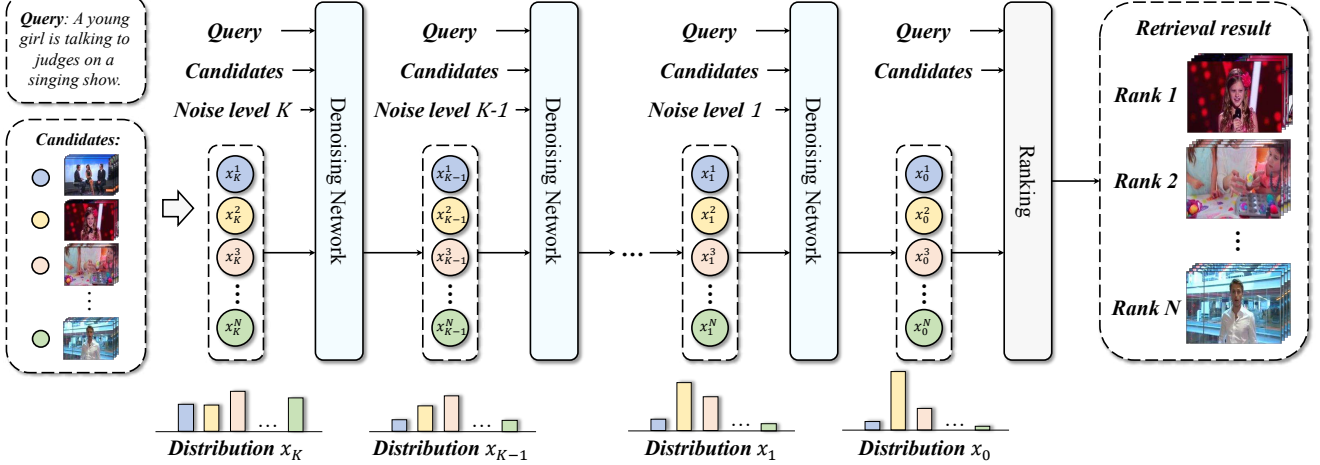 Query: A young
girl is talking to
judges on a
singing show.
Candidates:
Query
Candidates
Noise level K
x_K^1
x_K^2
x_K^3
x_K^N
Denoising Network
Distribution x_K
Query
Candidates
Noise level K-1
x_{K-1}^1
x_{K-1}^2
x_{K-1}^3
x_{K-1}^N
Denoising Network
Distribution x_{K-1}
...
Query
Candidates
Noise level 1
x_1^1
x_1^2
x_1^3
x_1^N
Denoising Network
Distribution x_1
Query
Candidates
x_0^1
x_0^2
x_0^3
x_0^N
Ranking
Distribution x_0
Retrieval result
Rank 1
Rank 2
Rank N